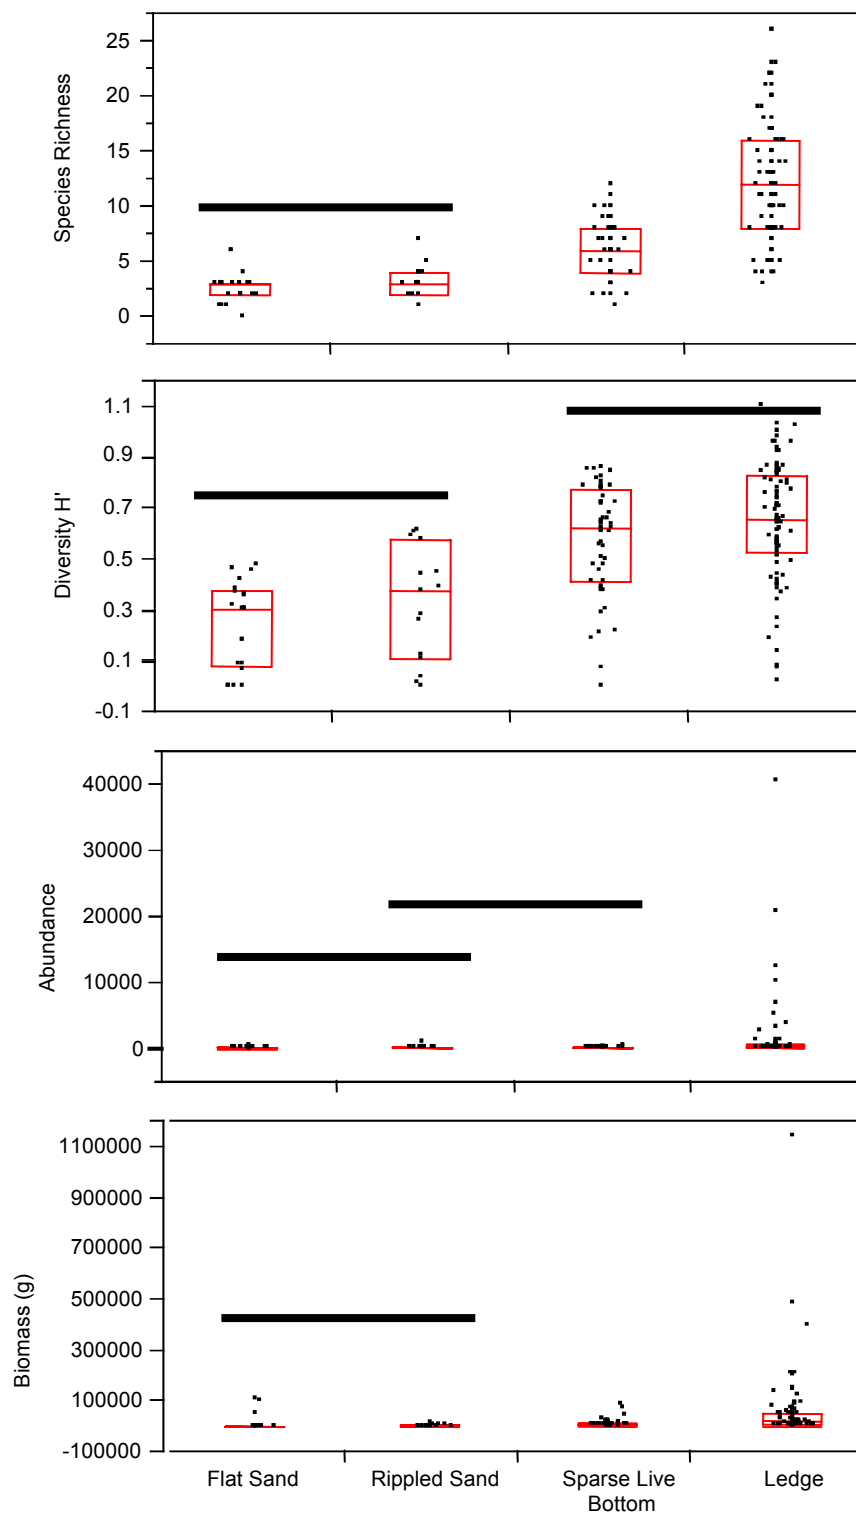 Species Richness
25
20
15
10
5
0
Diversity H'
1.1
0.9
0.7
0.5
0.3
0.1
-0.1
Abundance
40000
30000
20000
10000
0
Biomass (g)
1100000
900000
700000
500000
300000
100000
-100000
Flat Sand
Rippled Sand
Sparse Live
Bottom
Ledge